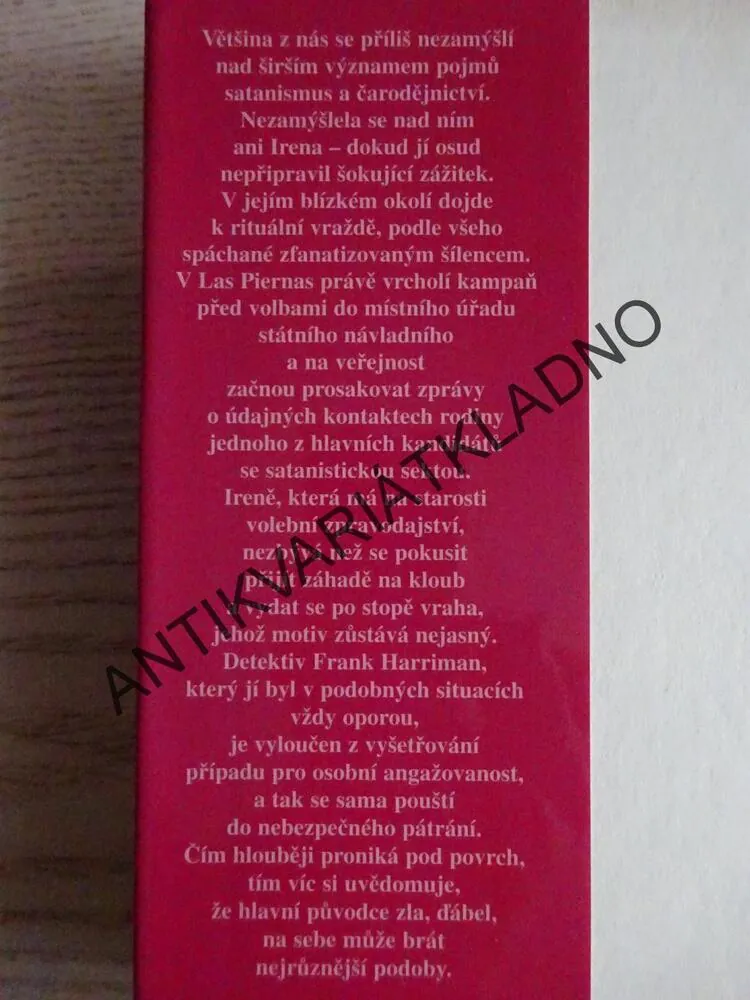 Většina z nás se příliš nezamýšlí
nad širším významem pojmů
satanismus a čarodějnictví.
Nezamýšlela se nad ním
ani Irena – dokud jí osud
nepřipravil šokující zážitek.
V jejím blízkém okolí dojde
k rituální vraždě, podle všeho
spáchané zfanatizovaným šílencem.
V Las Piernas právě vrcholí kampaň
před volbami do místního úřadu
státního návladního
a na veřejnost
začnou prosakovat zprávy
o údajných kontaktech rodiny
jednoho z hlavních kandidátů
se satanistickou sektou.
Ireně, která má na starosti
volební zpravodajství,
nezbývá než se pokusit
přijít záhadě na kloub
a vydat se po stopě vraha,
jehož motiv zůstává nejasný.
Detektiv Frank Harriman,
který jí byl v podobných situacích
vždy oporou,
je vyloučen z vyšetřování
případu pro osobní angažovanost,
a tak se sama pouští
do nebezpečného pátrání.
Čím hlouběji proniká pod povrch,
tím víc si uvědomuje,
že hlavní původce zla, ďábel,
na sebe může brát
nejrůznější podoby.
ANTIKVARIÁTKLADNO